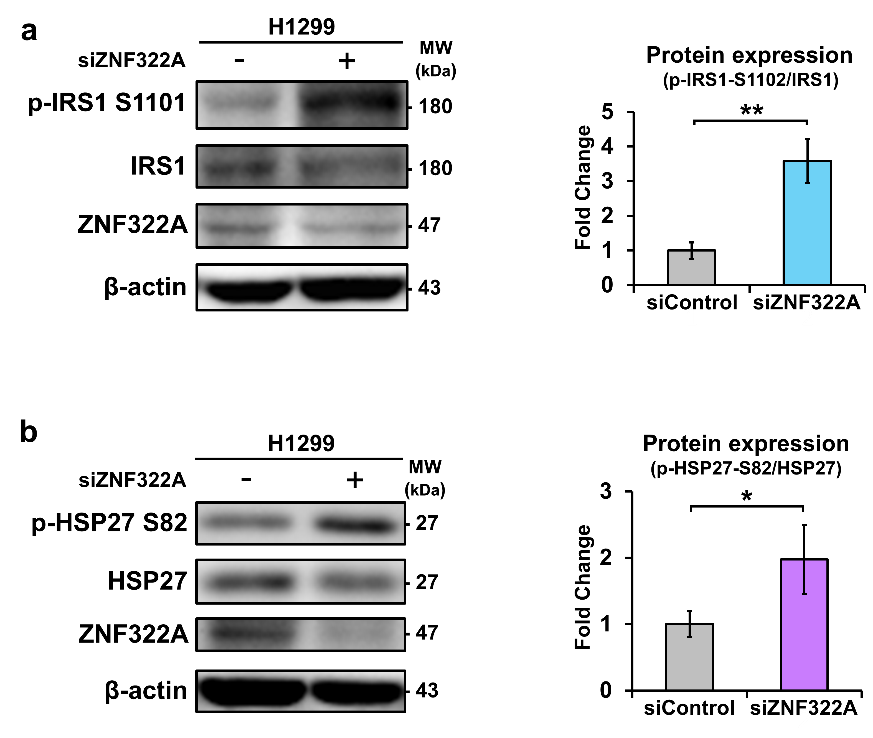 a
H1299
siZNF322A - +
MW
(kDa)
p-IRS1 S1101
180
IRS1
180
ZNF322A
47
β-actin
43
Protein expression
(p-IRS1-S1102/IRS1)
**
Fold Change
5
4
3
2
1
0
siControl siZNF322A
b
H1299
siZNF322A - +
MW
(kDa)
p-HSP27 S82
27
HSP27
27
ZNF322A
47
β-actin
43
Protein expression
(p-HSP27-S82/HSP27)
*
Fold Change
3
2
1
0
siControl siZNF322A